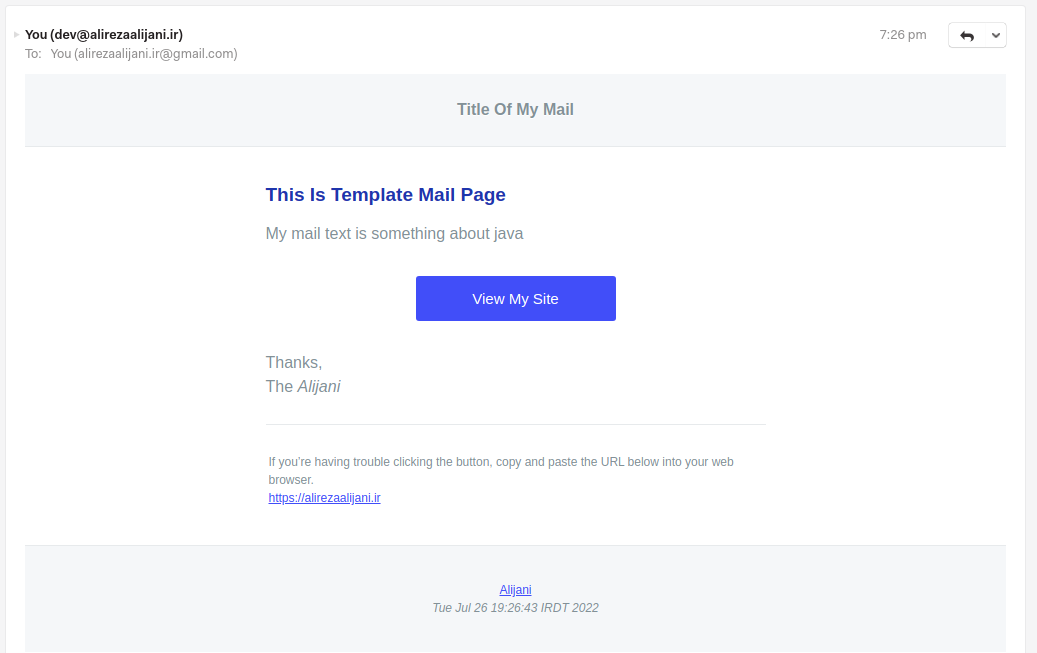 You (dev@alirezaalijani.ir)
7:26 pm
To: You (alirezaalijani.ir@gmail.com)
Title Of My Mail
This Is Template Mail Page
My mail text is something about java
View My Site
Thanks,
The Alijani
If you’re having trouble clicking the button, copy and paste the URL below into your web
browser.
https://alirezaalijani.ir
Alijani
Tue Jul 26 19:26:43 IRDT 2022